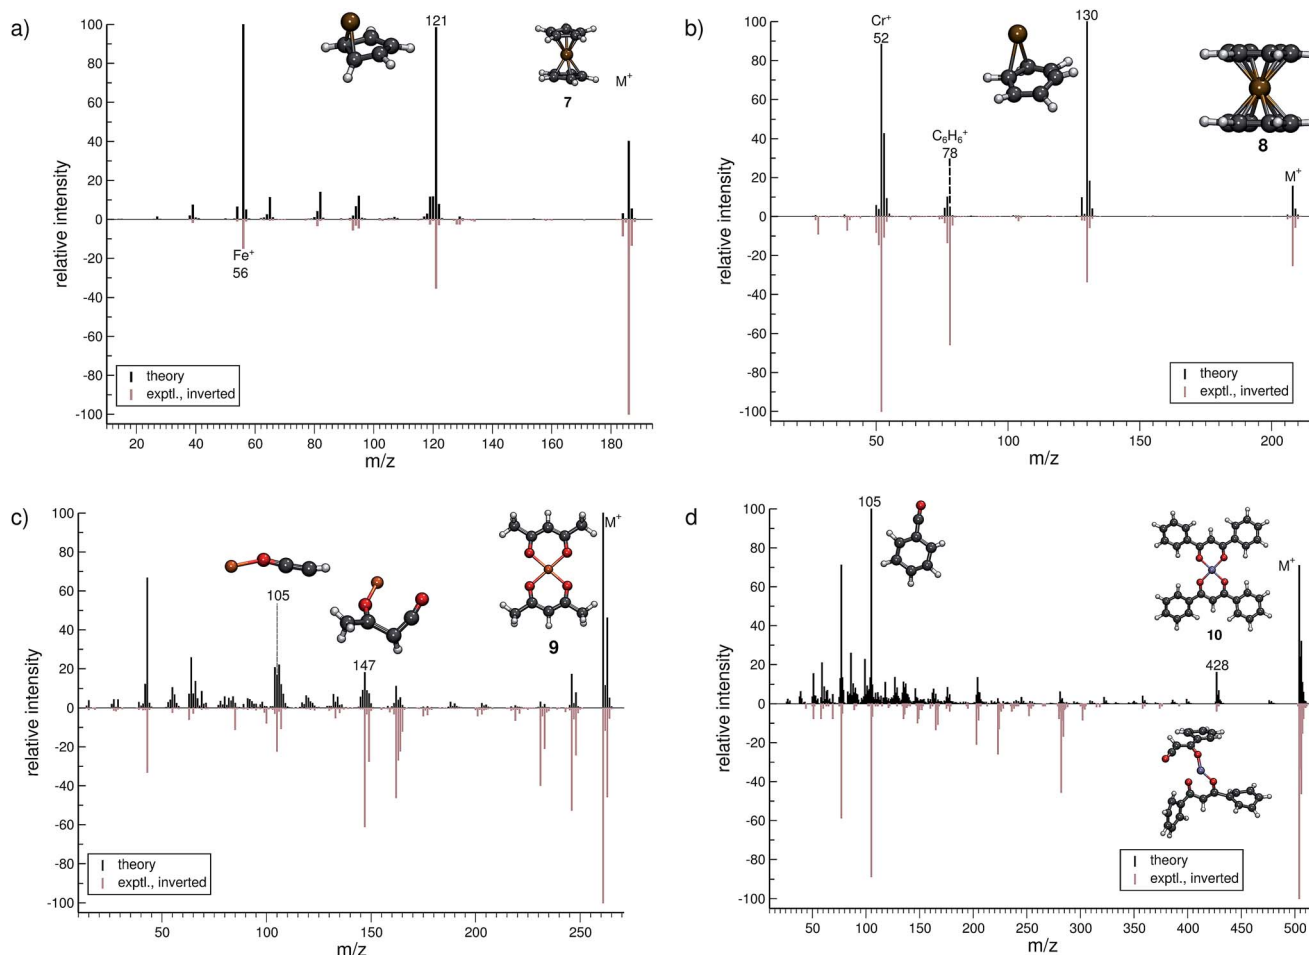 a)
relative intensity
100
80
60
40
20
0
-20
-40
-60
-80
-100
121
7
M+
Fe+
56
theory
exptl., inverted
20 40 60 80 100 120 140 160 180
m/z
b)
relative intensity
100
80
60
40
20
0
-20
-40
-60
-80
-100
Cr+
52
C6H6+
78
130
8
M+
theory
exptl., inverted
50 100 150 200
m/z
c)
relative intensity
100
80
60
40
20
0
-20
-40
-60
-80
-100
105
147
9
M+
theory
exptl., inverted
50 100 150 200 250
m/z
d
relative intensity
100
80
60
40
20
0
-20
-40
-60
-80
-100
105
10
M+
428
theory
exptl., inverted
50 100 150 200 250 300 350 400 450 500
m/z